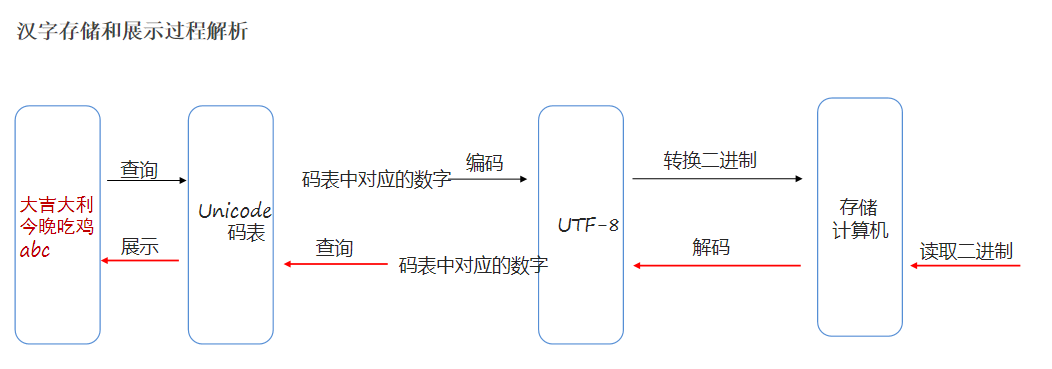 汉字存储和展示过程解析
大吉大利
今晚吃鸡
abc
查询
展示
Unicode
码表
码表中对应的数字
编码
查询
码表中对应的数字
UTF-8
转换二进制
解码
存储
计算机
读取二进制